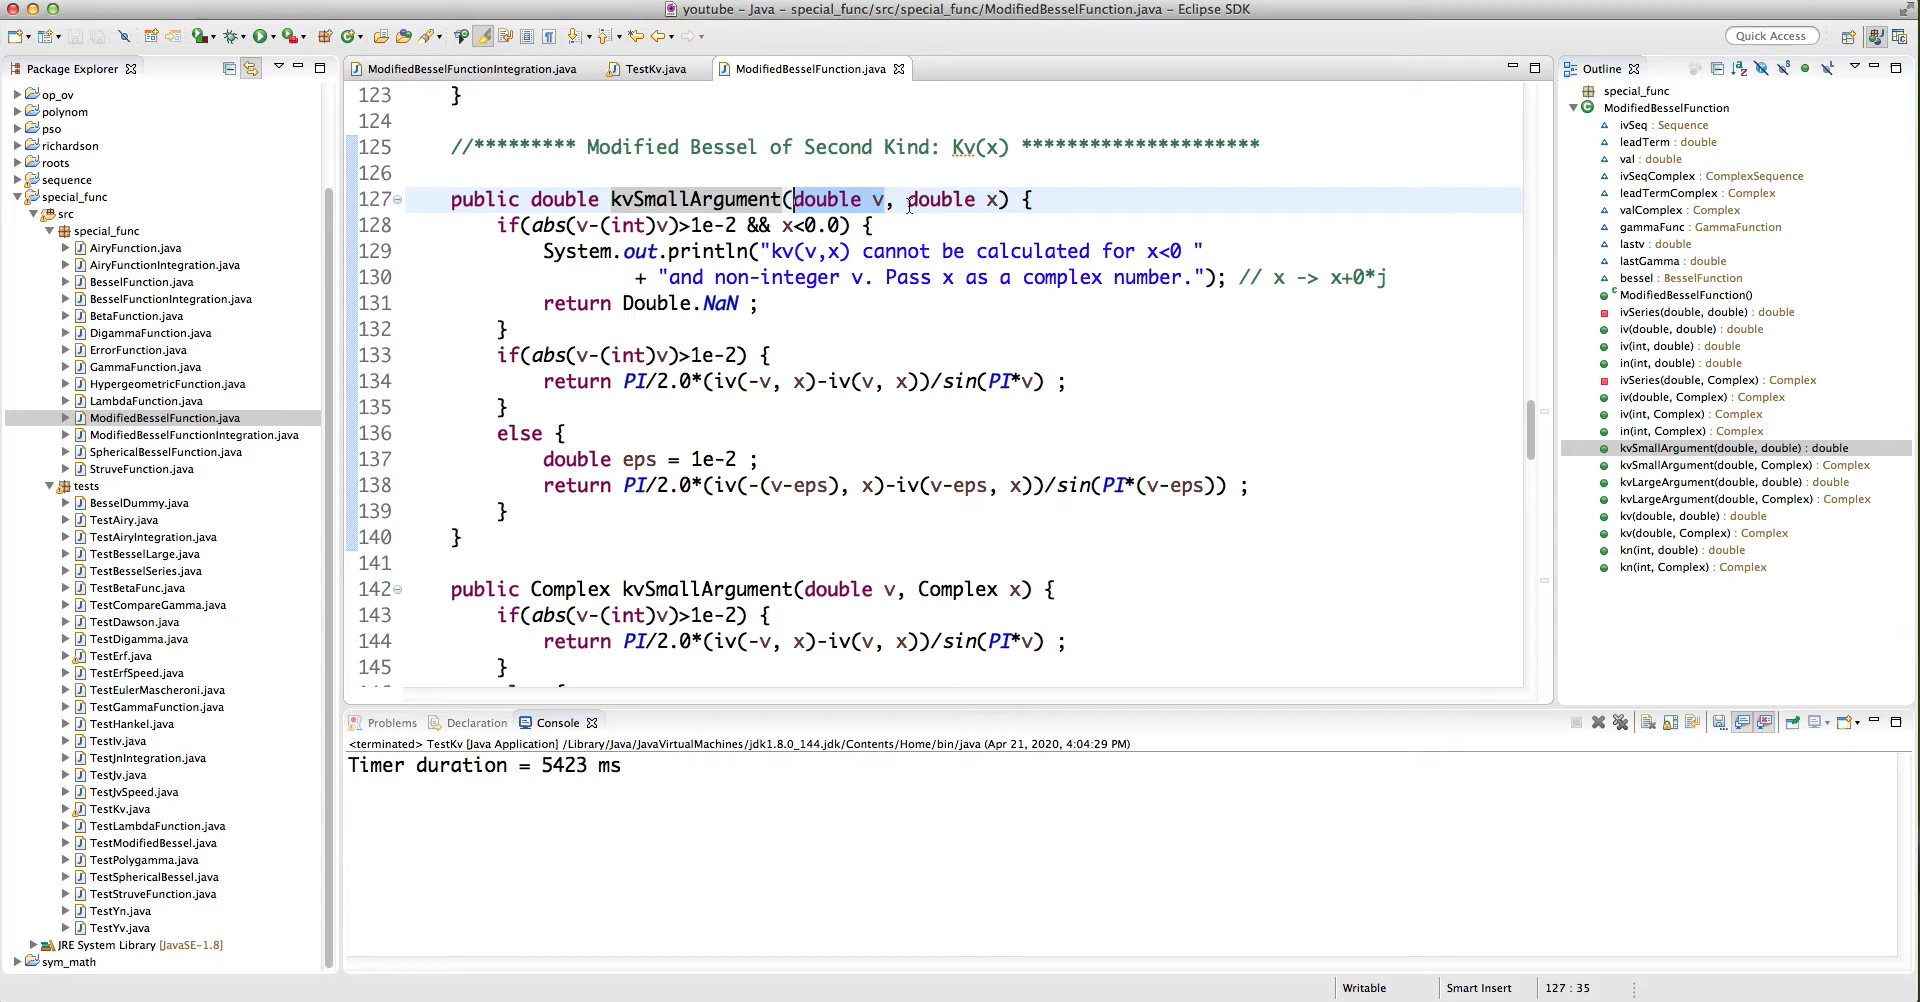 youtube – Java – special_func/src/special_func/ModifiedBesselFunction.java – Eclipse SDK
Quick Access
Package Explorer
op_ov
polynom
pso
richardson
roots
sequence
special_func
src
special_func
AiryFunction.java
AiryFunctionIntegration.java
BesselFunction.java
BesselFunctionIntegration.java
BetaFunction.java
DigammaFunction.java
ErrorFunction.java
GammaFunction.java
HypergeometricFunction.java
LambdaFunction.java
ModifiedBesselFunction.java
ModifiedBesselFunctionIntegration.java
SphericalBesselFunction.java
StruveFunction.java
tests
BesselDummy.java
TestAiry.java
TestAiryIntegration.java
TestBesselLarge.java
TestBesselSeries.java
TestBetaFunc.java
TestCompareGamma.java
TestDawson.java
TestDigamma.java
TestErf.java
TestErfSpeed.java
TestEulerMascheroni.java
TestGammaFunction.java
TestHankel.java
TestIv.java
TestJnIntegration.java
TestJv.java
TestJvSpeed.java
TestKv.java
TestLambdaFunction.java
TestModifiedBessel.java
TestPolygamma.java
TestSphericalBessel.java
TestStruveFunction.java
TestYn.java
TestYv.java
JRE System Library [JavaSE-1.8]
sym_math
ModifiedBesselFunctionIntegration.java
TestKv.java
ModifiedBesselFunction.java
123 }
124
125 //********* Modified Bessel of Second Kind: Kv(x) *********************
126
127 public double kvSmallArgument(double v, double x) {
128 if(abs(v-(int)v)>1e-2 && x<0.0) {
129 System.out.println("kv(v,x) cannot be calculated for x<0 "
130 + "and non-integer v. Pass x as a complex number."); // x -> x+0*j
131 return Double.NaN ;
132 }
133 if(abs(v-(int)v)>1e-2) {
134 return PI/2.0*(iv(-v, x)-iv(v, x))/sin(PI*v) ;
135 }
136 else {
137 double eps = 1e-2 ;
138 return PI/2.0*(iv(-(v-eps), x)-iv(v-eps, x))/sin(PI*(v-eps)) ;
139 }
140 }
141
142 public Complex kvSmallArgument(double v, Complex x) {
143 if(abs(v-(int)v)>1e-2) {
144 return PI/2.0*(iv(-v, x)-iv(v, x))/sin(PI*v) ;
145 }
Outline
special_func
ModifiedBesselFunction
ivSeq : Sequence
leadTerm : double
val : double
ivSeqComplex : ComplexSequence
leadTermComplex : Complex
valComplex : Complex
gammaFunc : GammaFunction
lastv : double
lastGamma : double
bessel : BesselFunction
ModifiedBesselFunction()
ivSeries(double, double) : double
iv(double, double) : double
iv(int, double) : double
in(int, double) : double
ivSeries(double, Complex) : Complex
iv(double, Complex) : Complex
iv(int, Complex) : Complex
in(int, Complex) : Complex
kvSmallArgument(double, double) : double
kvSmallArgument(double, Complex) : Complex
kvLargeArgument(double, double) : double
kvLargeArgument(double, Complex) : Complex
kv(double, double) : double
kv(double, Complex) : Complex
kn(int, double) : double
kn(int, Complex) : Complex
Problems
Declaration
Console
<terminated> TestKv [Java Application] /Library/Java/JavaVirtualMachines/jdk1.8.0_144.jdk/Contents/Home/bin/java (Apr 21, 2020, 4:04:29 PM)
Timer duration = 5423 ms
Writable
Smart Insert
127 : 35